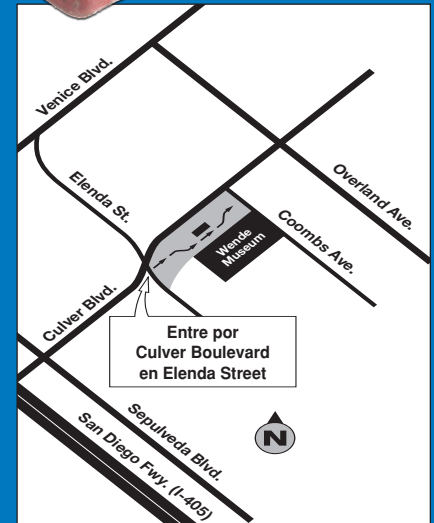 Venice Blvd.
Elenda St.
Overland Ave.
Coombs Ave.
Wende
Museum
Culver Blvd.
Entre por
Culver Boulevard
en Elenda Street
Sepulveda Blvd.
San Diego Fwy. (I-405)
N